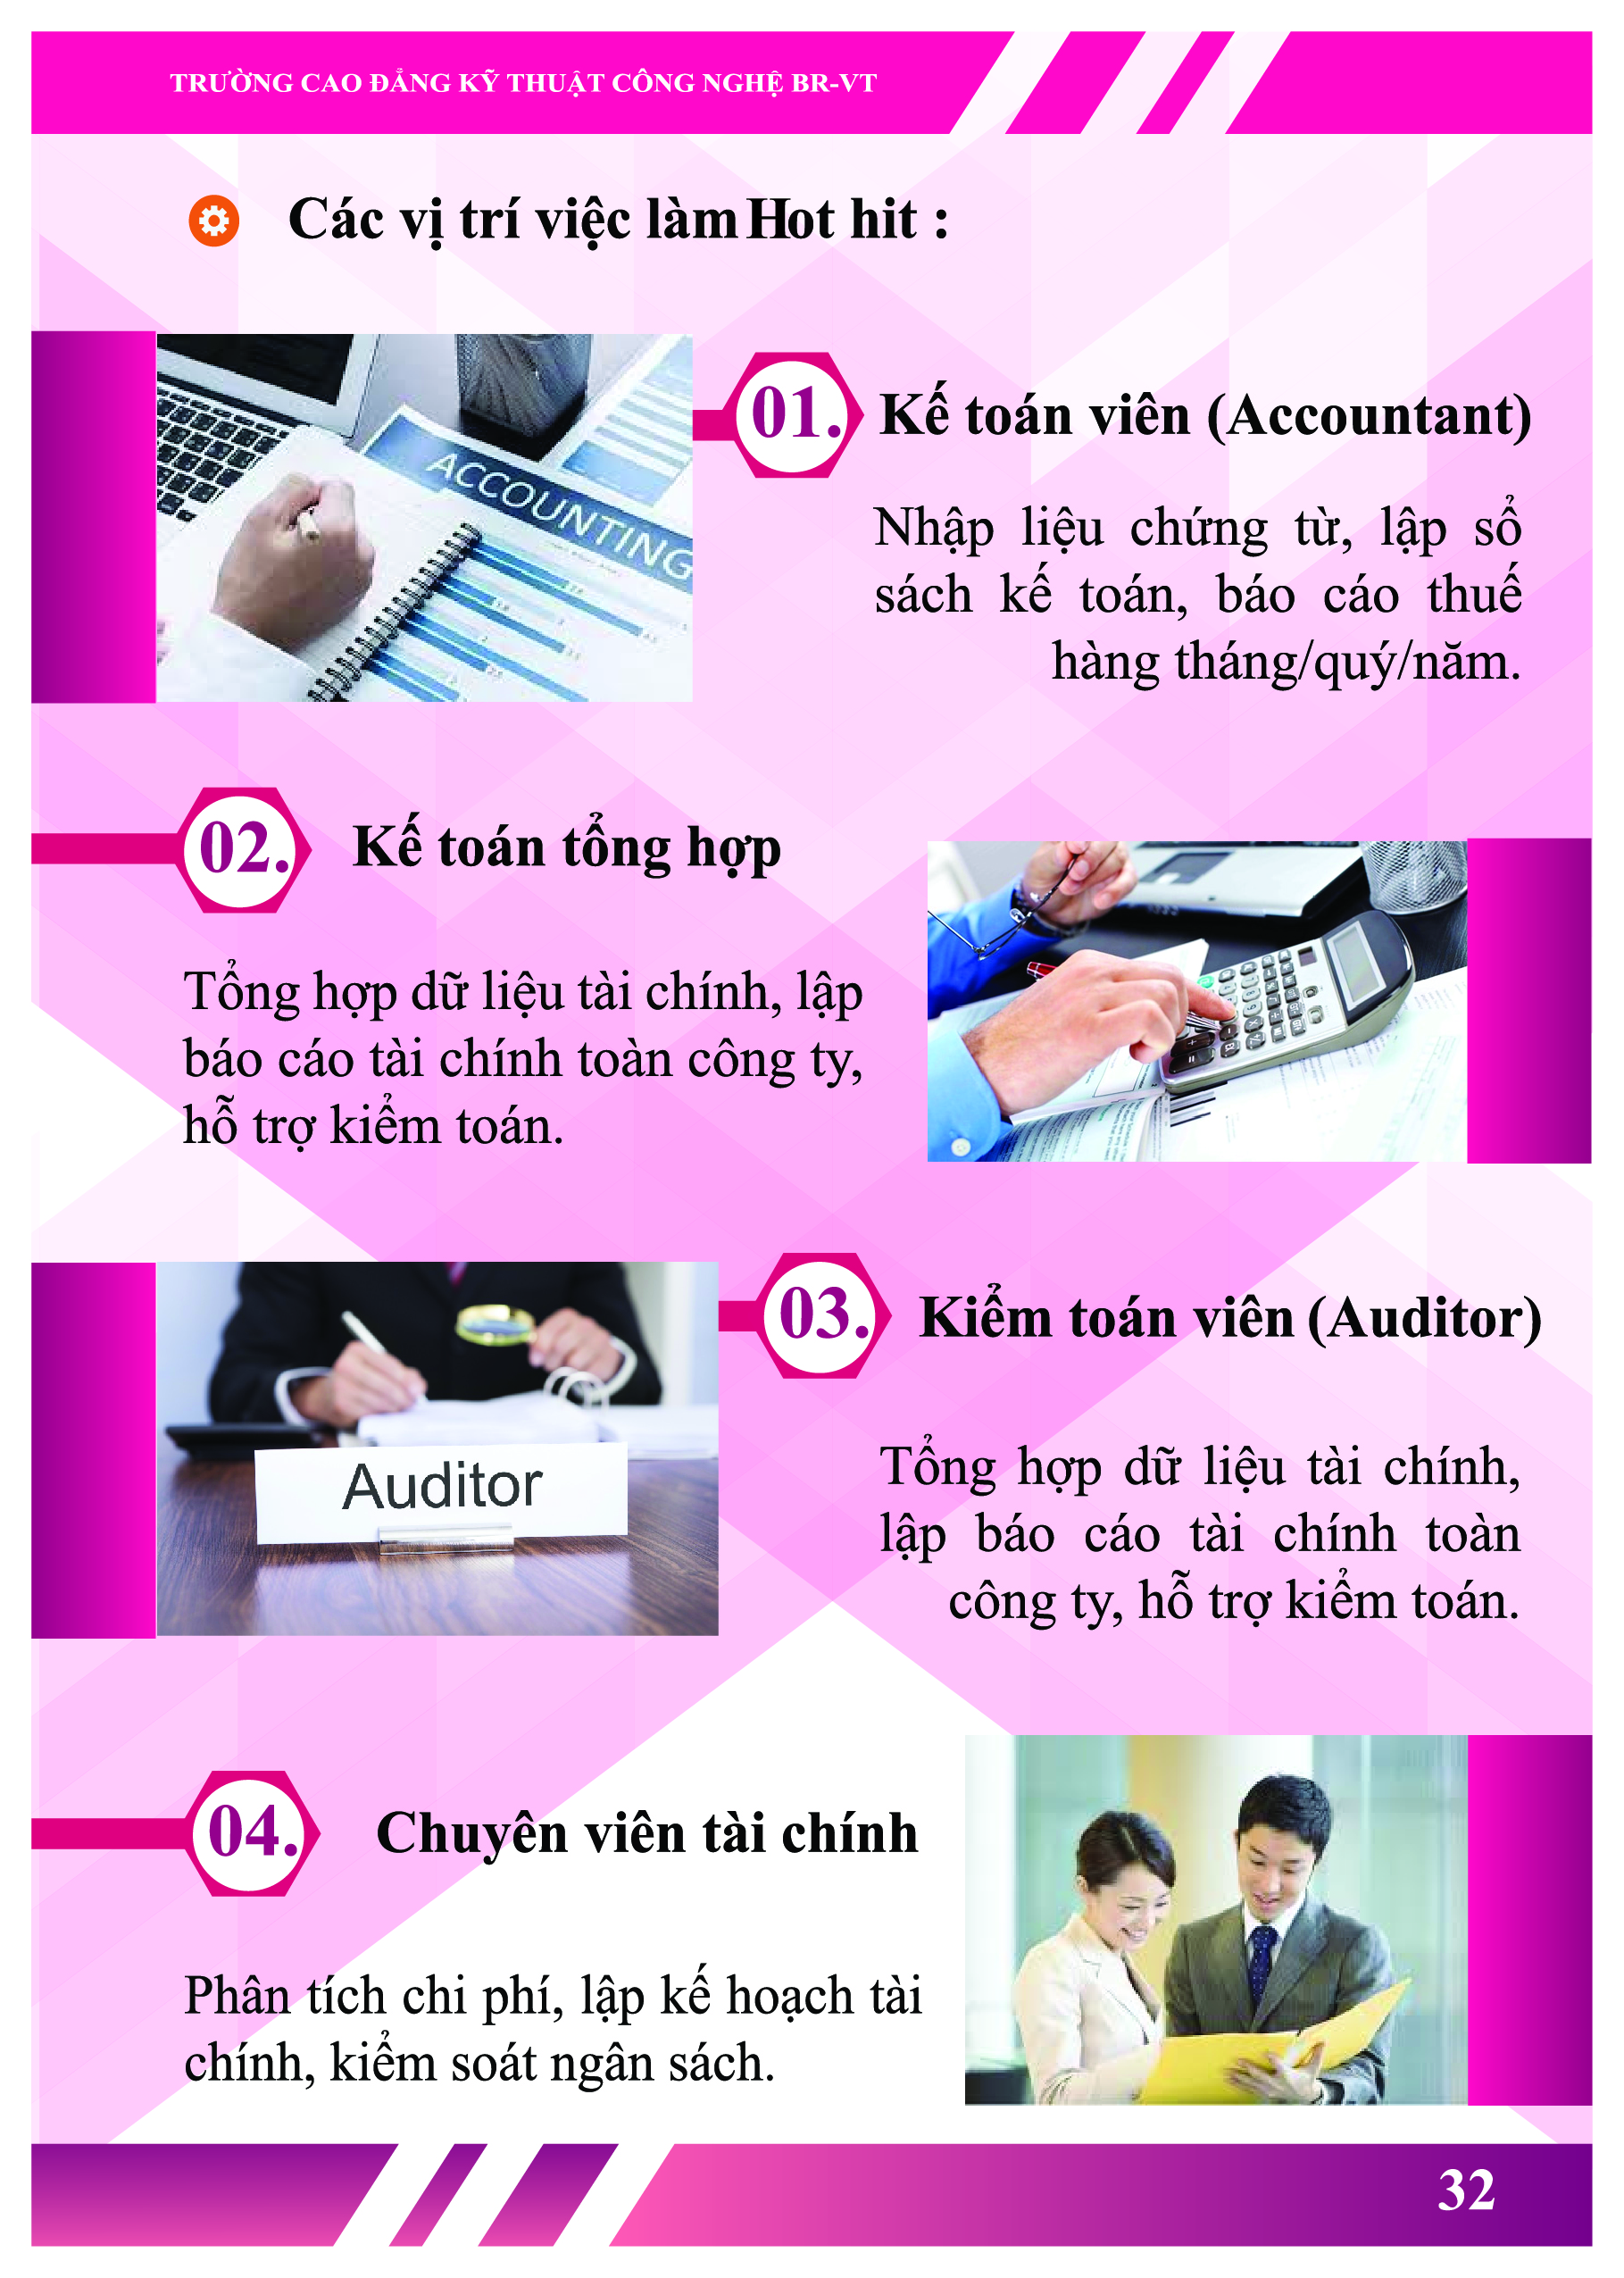 TRƯỜNG CAO ĐẲNG KỸ THUẬT CÔNG NGHỆ BR-VT
Các vị trí việc làm Hot hit :
ACCOUNTING
01. Kế toán viên (Accountant)
Nhập liệu chứng từ, lập sổ
sách kế toán, báo cáo thuế
hàng tháng/quý/năm.
02. Kế toán tổng hợp
Tổng hợp dữ liệu tài chính, lập
báo cáo tài chính toàn công ty,
hỗ trợ kiểm toán.
03. Kiểm toán viên (Auditor)
Auditor
Tổng hợp dữ liệu tài chính,
lập báo cáo tài chính toàn
công ty, hỗ trợ kiểm toán.
04. Chuyên viên tài chính
Phân tích chi phí, lập kế hoạch tài
chính, kiểm soát ngân sách.
32